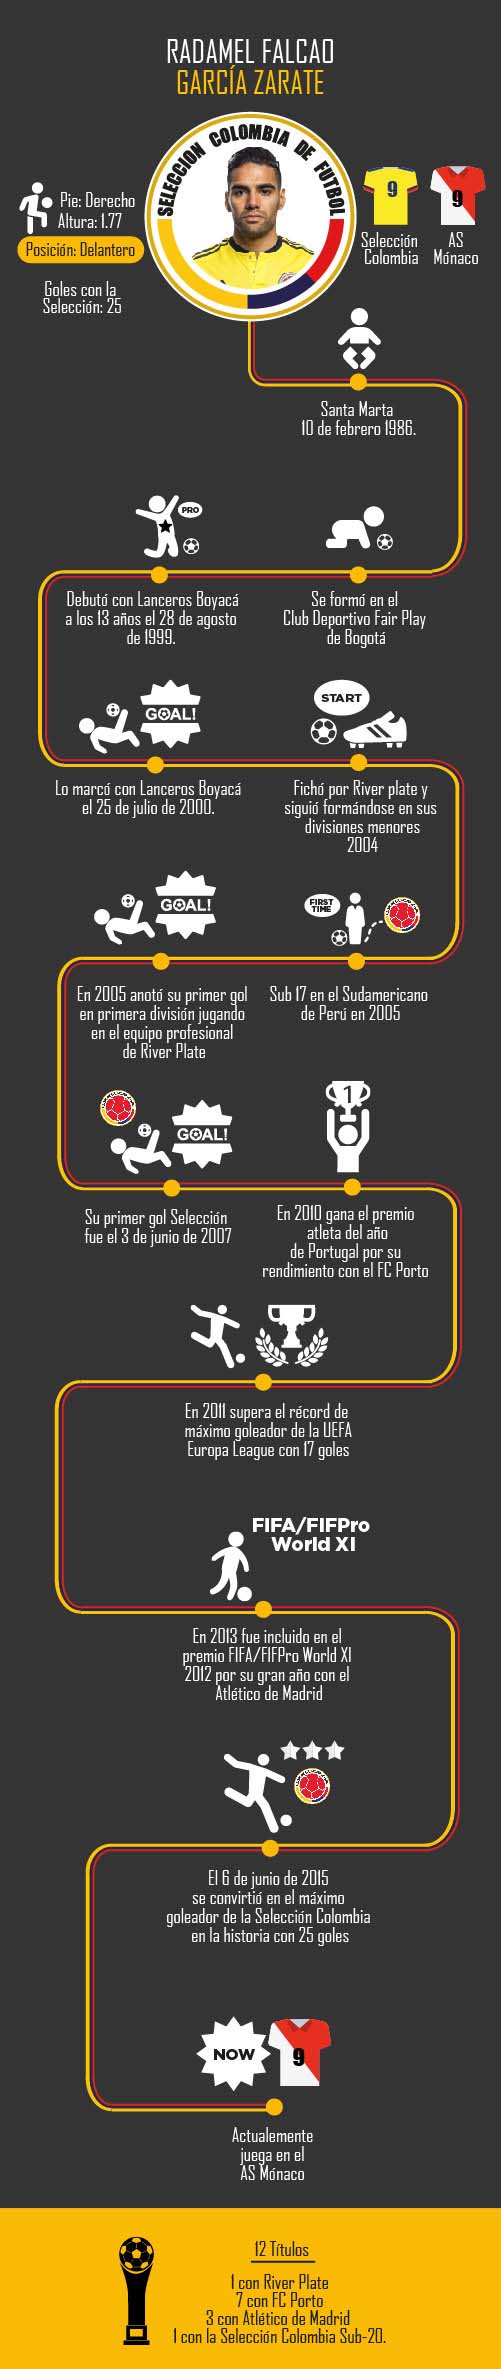 RADAMEL FALCAO
GARCÍA ZARATE
SELECCION COLOMBIA DE FUTBOL
Pie: Derecho
Altura: 1.77
Posición: Delantero
Goles con la
Selección: 25
9
Selección
Colombia
9
AS
Mónaco
Santa Marta
10 de febrero 1986.
PRO
Debutó con Lanceros Boyacá
a los 13 años el 28 de agosto
de 1999.
Se formó en el
Club Deportivo Fair Play
de Bogotá
GOAL!
Lo marcó con Lanceros Boyacá
el 25 de julio de 2000.
START
Fichó por River plate y
siguió formándose en sus
divisiones menores
2004
GOAL!
En 2005 anotó su primer gol
en primera división jugando
en el equipo profesional
de River Plate
FIRST
TIME
Sub 17 en el Sudamericano
de Perú en 2005
GOAL!
Su primer gol Selección
fue el 3 de junio de 2007
1
En 2010 gana el premio
atleta del año
de Portugal por su
rendimiento con el FC Porto
En 2011 supera el récord de
máximo goleador de la UEFA
Europa League con 17 goles
FIFA/FIFPro
World XI
En 2013 fue incluido en el
premio FIFA/FIFPro World XI
2012 por su gran año con el
Atlético de Madrid
El 6 de junio de 2015
se convirtió en el máximo
goleador de la Selección Colombia
en la historia con 25 goles
NOW
9
Actualemente
juega en el
AS Mónaco
12 Títulos
1 con River Plate
7 con FC Porto
3 con Atlético de Madrid
1 con la Selección Colombia Sub-20.